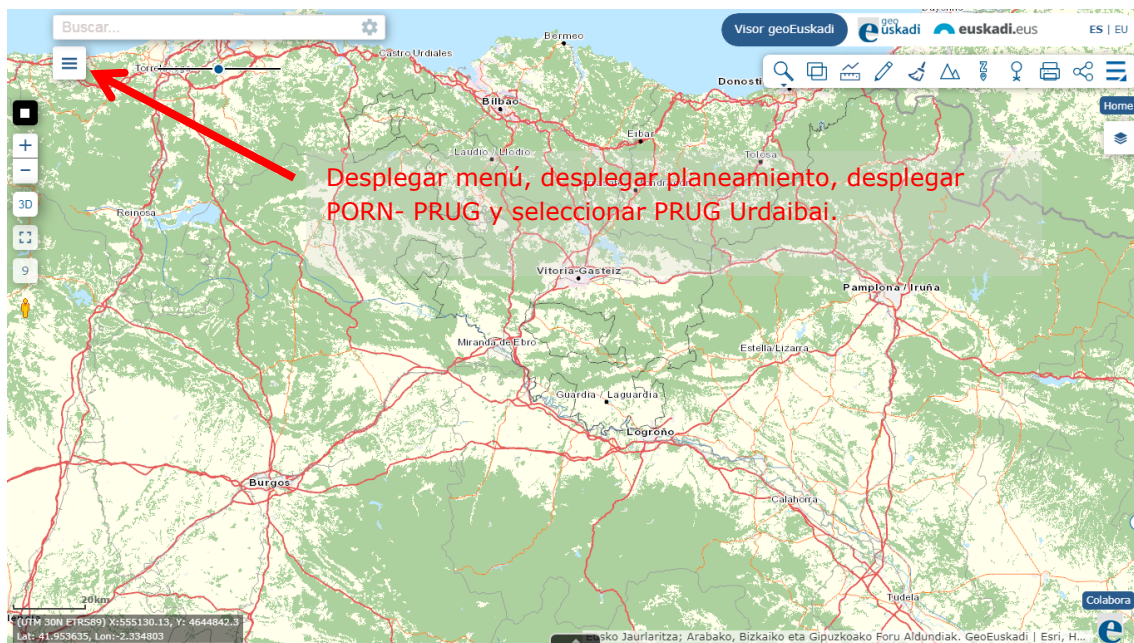 Buscar...
Visor geoEuskadi
geo
euskadi
euskadi.eus
ES | EU
Bermeo
Castro Urdiales
Donosti
Bilbao
Home
Eibar
Laudio / Llodio
Tolosa
Desplegar menú, desplegar planeamiento, desplegar
PORN- PRUG y seleccionar PRUG Urdaibai.
3D
Reinosa
9
Vitoria-Gasteiz
Pamplona / Iruña
Miranda de Ebro
Estella/Lizarra
Guardia / Laguardia
Logroño
Burgos
Calahorra
20km
Tudela
Colabora
(UTM 30N ETRS89) X:555130.13, Y: 4644842.3
Lat: 41.953635, Lon:-2.334803
Eusko Jaurlaritza; Arabako, Bizkaiko eta Gipuzkoako Foru Aldundiak. GeoEuskadi | Esri, H...